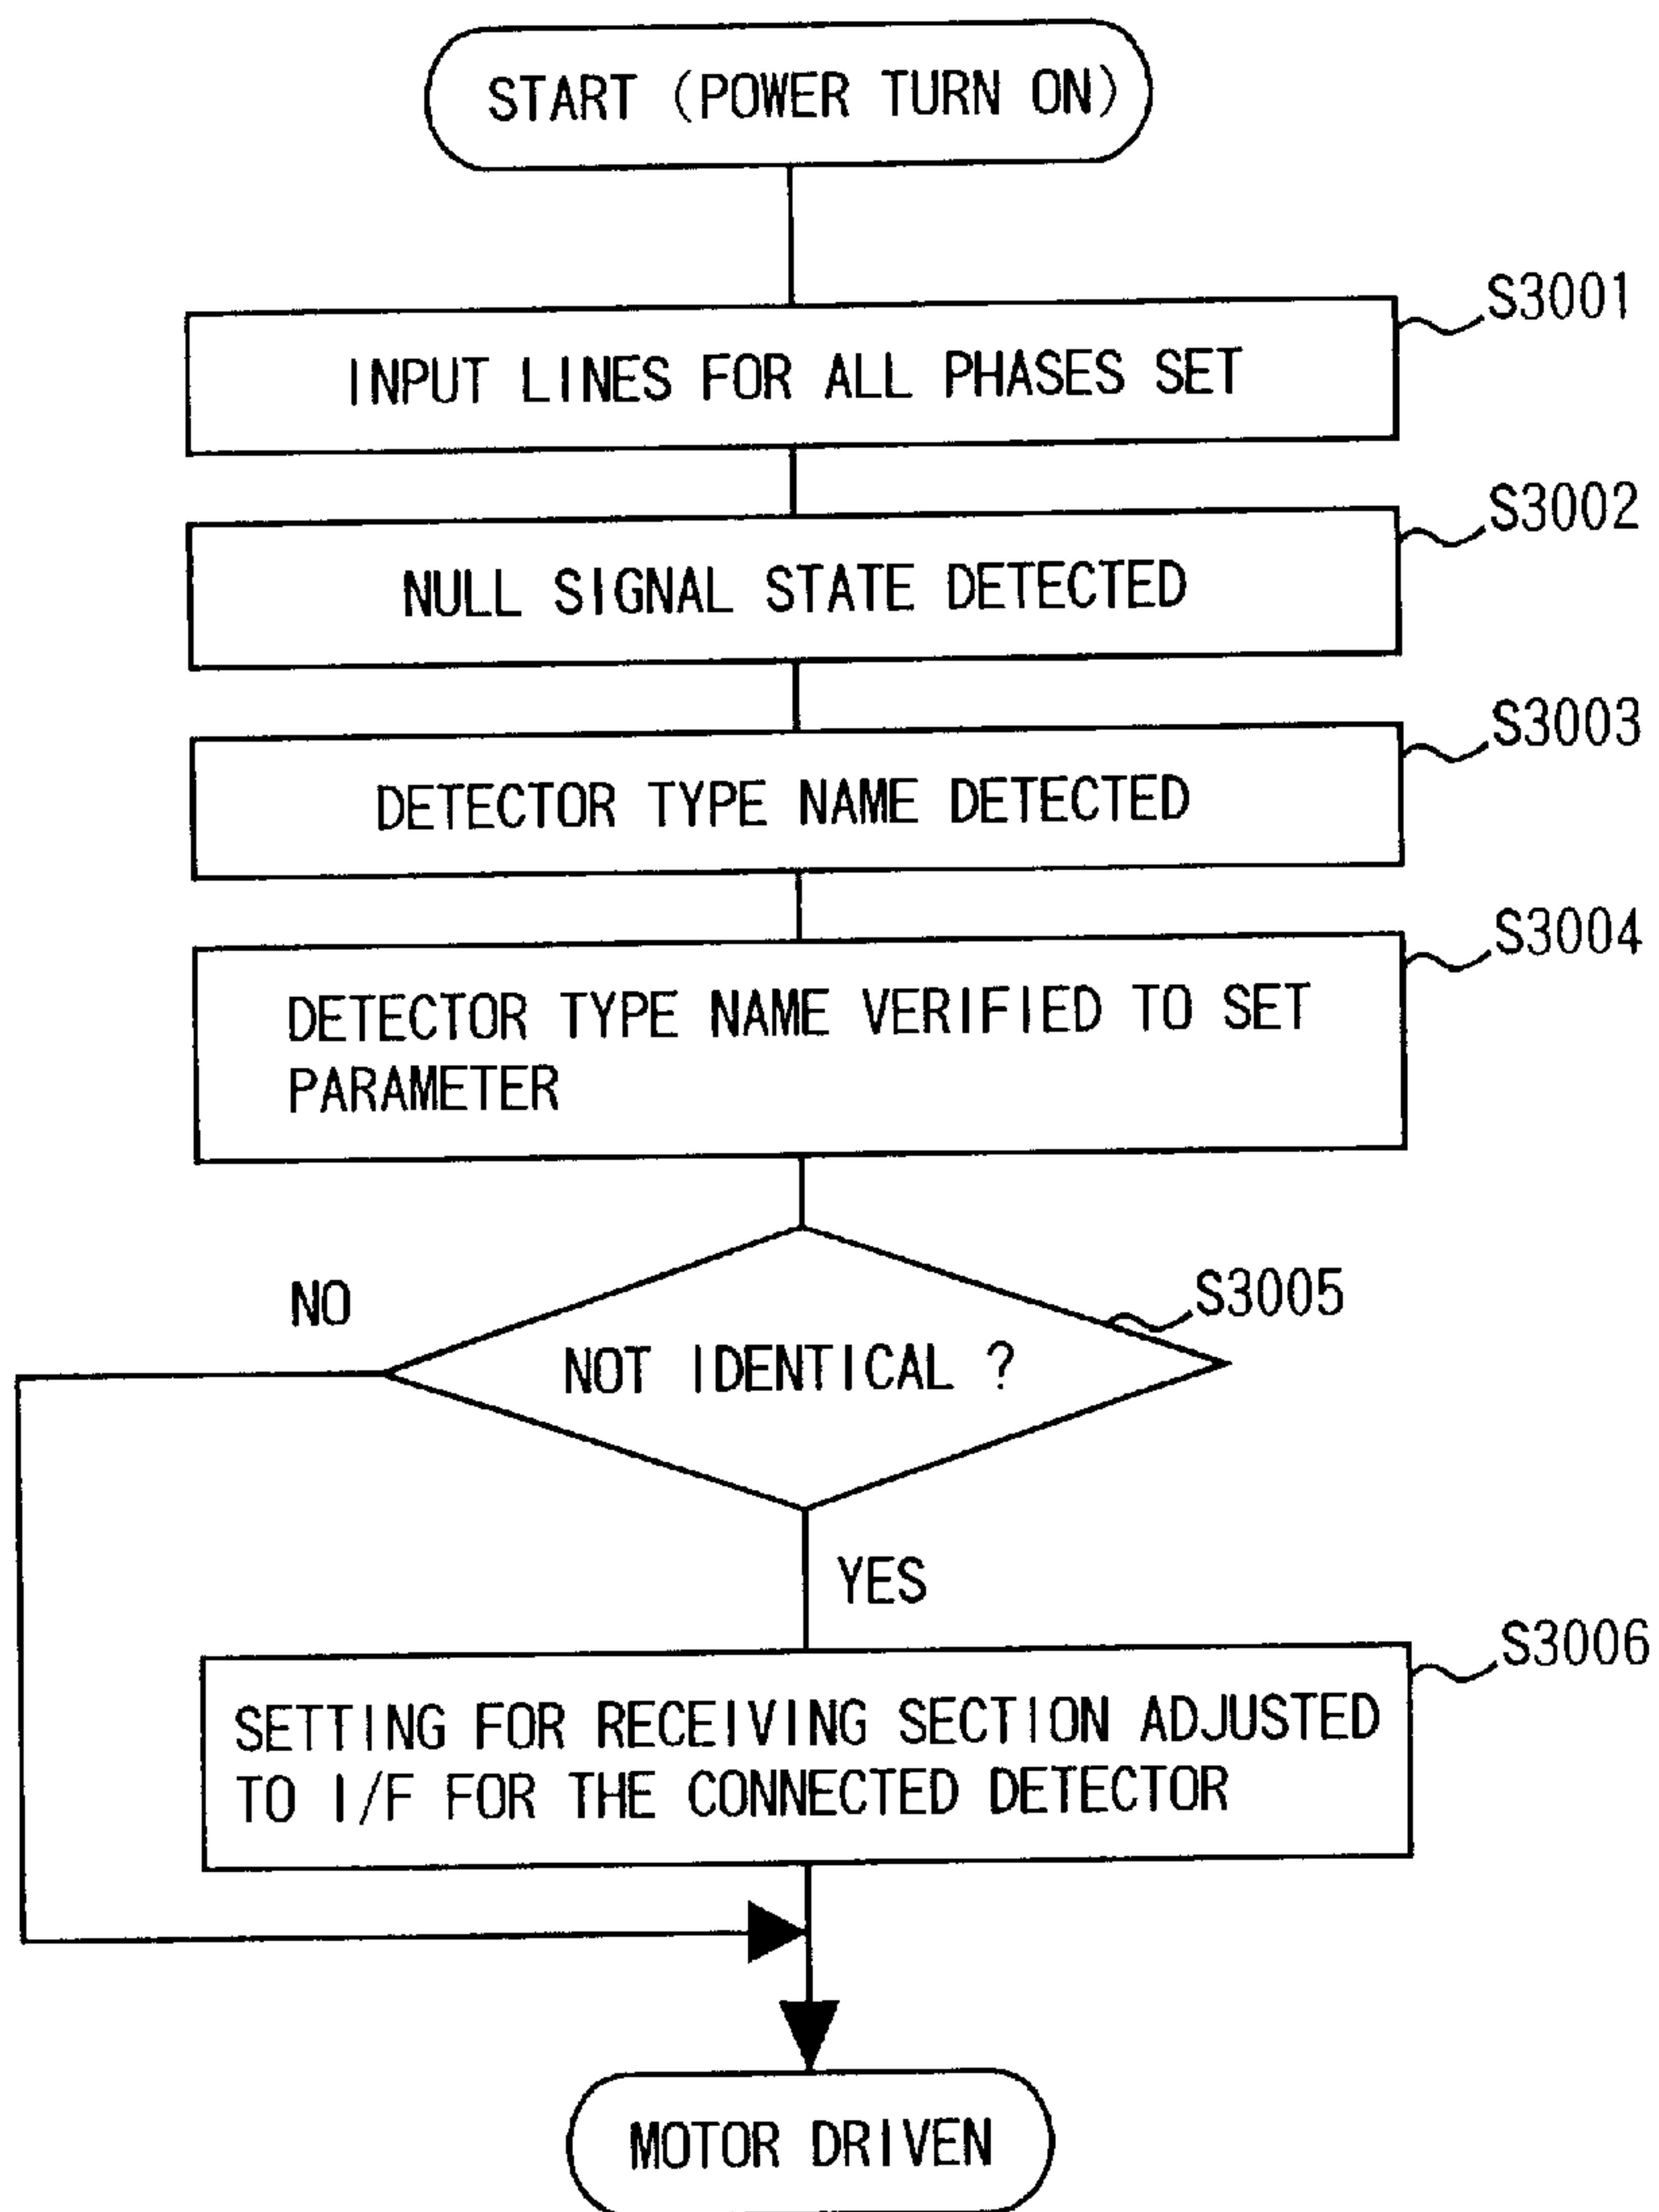 START (POWER TURN ON)
S3001
INPUT LINES FOR ALL PHASES SET
S3002
NULL SIGNAL STATE DETECTED
S3003
DETECTOR TYPE NAME DETECTED
S3004
DETECTOR TYPE NAME VERIFIED TO SET
PARAMETER
S3005
NO
NOT IDENTICAL ?
YES
S3006
SETTING FOR RECEIVING SECTION ADJUSTED
TO I/F FOR THE CONNECTED DETECTOR
MOTOR DRIVEN